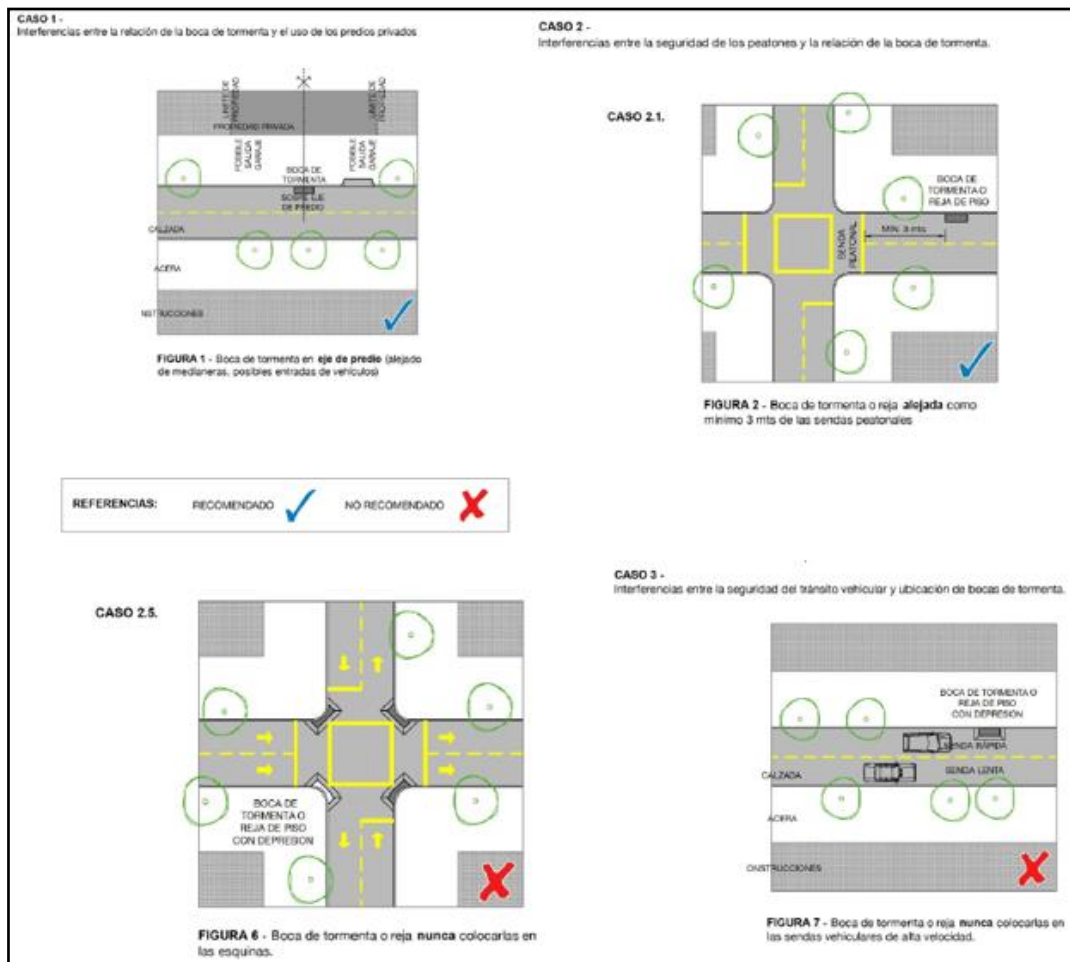 CASO 1 -
Interferencias entre la relación de la boca de tormenta y el uso de los predios privados
LIMITE DE
PROPIEDAD
LIMITE DE
PROPIEDAD
PROPIEDAD PRIVADA
POSIBLE
SALIDA
GARAJE
POSIBLE
SALIDA
GARAJE
BOCA DE
TORMENTA
SOBRE EJE
DE PREDIO
CALZADA
ACERA
NSTRUCCIONES
FIGURA 1 - Boca de tormenta en eje de predio (alejado
de medianeras, posibles entradas de vehículos)
CASO 2 -
Interferencias entre la seguridad de los peatones y la relación de la boca de tormenta.
CASO 2.1.
BOCA DE
TORMENTA O
REJA DE PISO
MIN. 3 mts
SENDA
PEATONAL
FIGURA 2 - Boca de tormenta o reja alejada como
mínimo 3 mts de las sendas peatonales
REFERENCIAS: RECOMENDADO NO RECOMENDADO
CASO 2.5.
BOCA DE
TORMENTA O
REJA DE PISO
CON DEPRESION
FIGURA 6 - Boca de tormenta o reja nunca colocarlas en
las esquinas.
CASO 3 -
Interferencias entre la seguridad del tránsito vehicular y ubicación de bocas de tormenta.
BOCA DE TORMENTA O
REJA DE PISO
CON DEPRESION
SENDA RÁPIDA
SENDA LENTA
CALZADA
ACERA
ONSTRUCCIONES
FIGURA 7 - Boca de tormenta o reja nunca colocarlas en
las sendas vehiculares de alta velocidad.